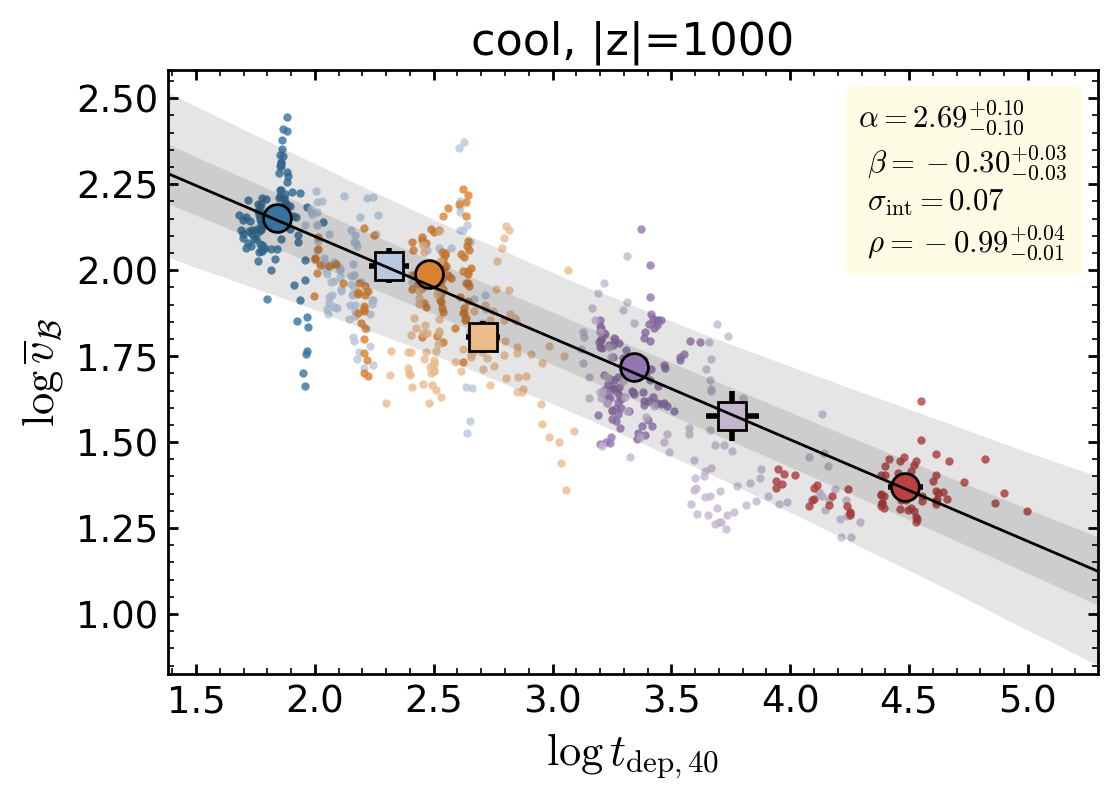 cool, |z|=1000
2.50
2.25
2.00
1.75
1.50
1.25
1.00
log v̅_ℬ
α = 2.69^{+0.10}_{−0.10}
β = −0.30^{+0.03}_{−0.03}
σ_int = 0.07
ρ = −0.99^{+0.04}_{−0.01}
1.5 2.0 2.5 3.0 3.5 4.0 4.5 5.0
log t_{dep, 40}